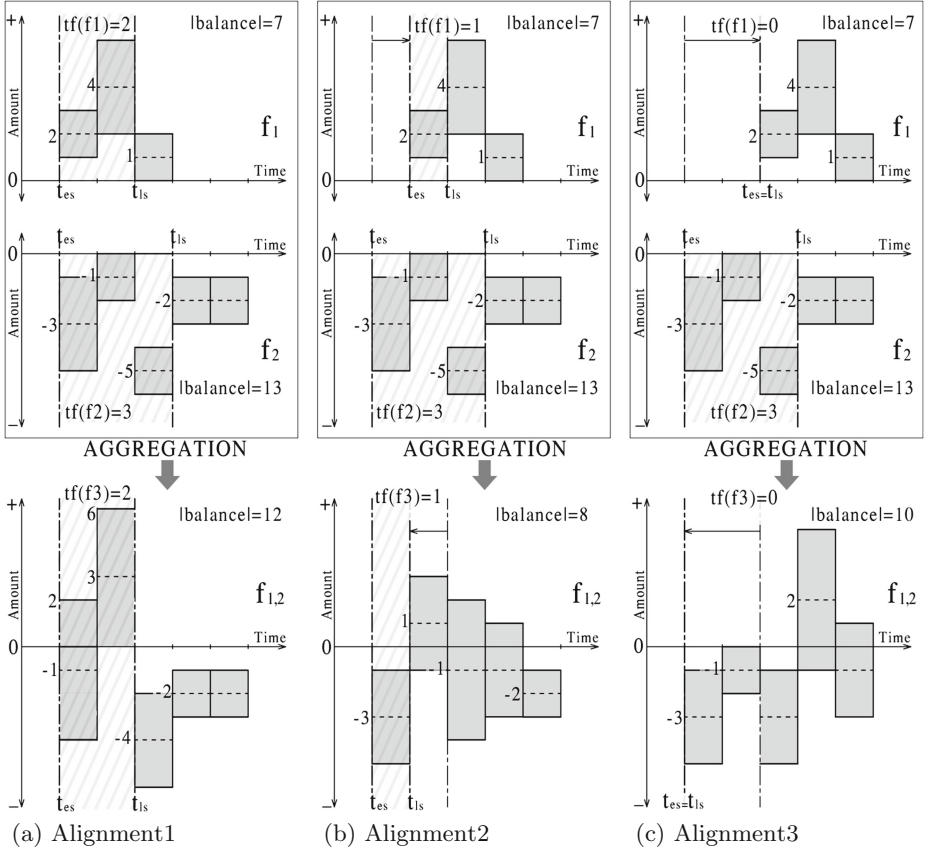 + tf(f1)=2 |balance|=7
Amount
4
2
1
f1
0
Time
tes tls
tes tls
Time
0
-1
-2
-3
-5
Amount
f2
|balance|=13
tf(f2)=3
–
AGGREGATION
tf(f3)=2
+ 6 |balance|=12
3
2
Amount
f1,2
0
Time
-1
-2
-4
–
tes tls
(a) Alignment1
+ tf(f1)=1 |balance|=7
Amount
4
2
1
f1
0
Time
tes tls
tes tls
Time
0
-1
-2
-3
-5
Amount
f2
|balance|=13
tf(f2)=3
–
AGGREGATION
tf(f3)=1
+ |balance|=8
Amount
1
f1,2
0
Time
-1
-2
-3
–
tes tls
(b) Alignment2
+ tf(f1)=0 |balance|=7
Amount
4
2
1
f1
0
Time
tes=tls
tes tls
Time
0
-1
-2
-3
-5
Amount
f2
|balance|=13
tf(f2)=3
–
AGGREGATION
tf(f3)=0
+ |balance|=10
Amount
2
f1,2
0
Time
-1
-3
–
tes=tls
(c) Alignment3